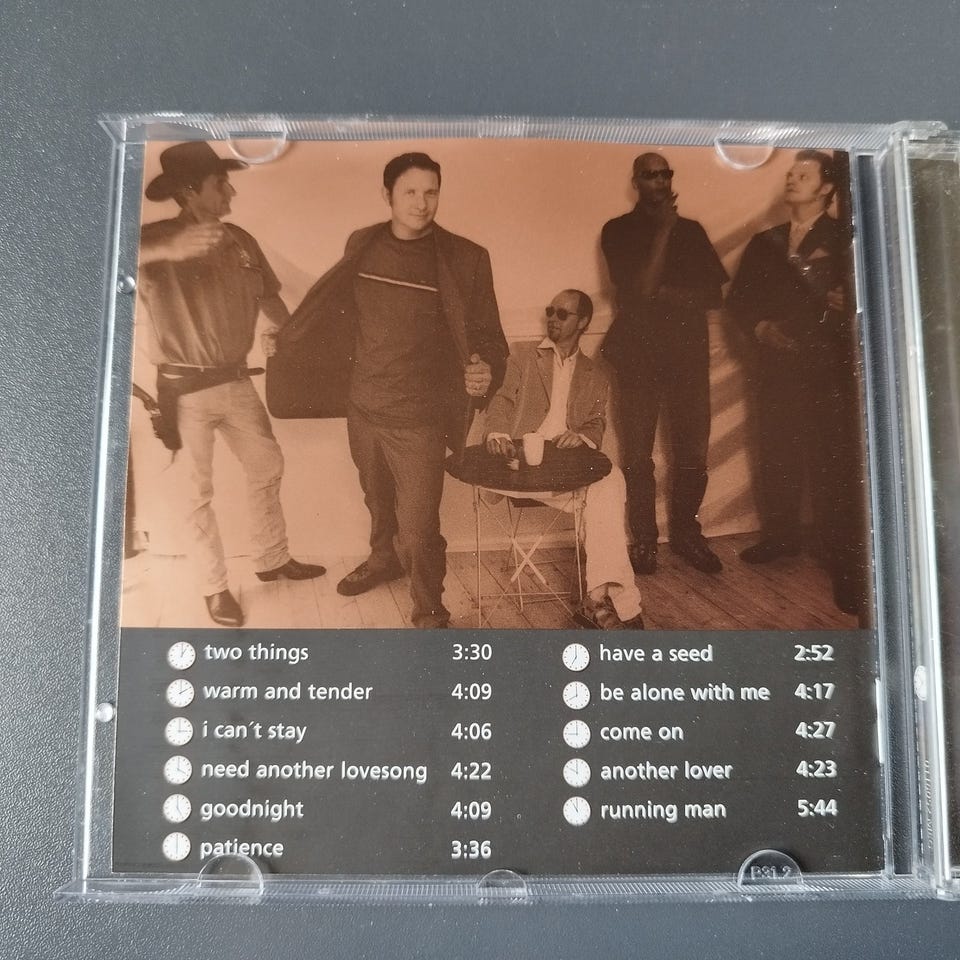 two things 3:30
warm and tender 4:09
i can´t stay 4:06
need another lovesong 4:22
goodnight 4:09
patience 3:36
have a seed 2:52
be alone with me 4:17
come on 4:27
another lover 4:23
running man 5:44